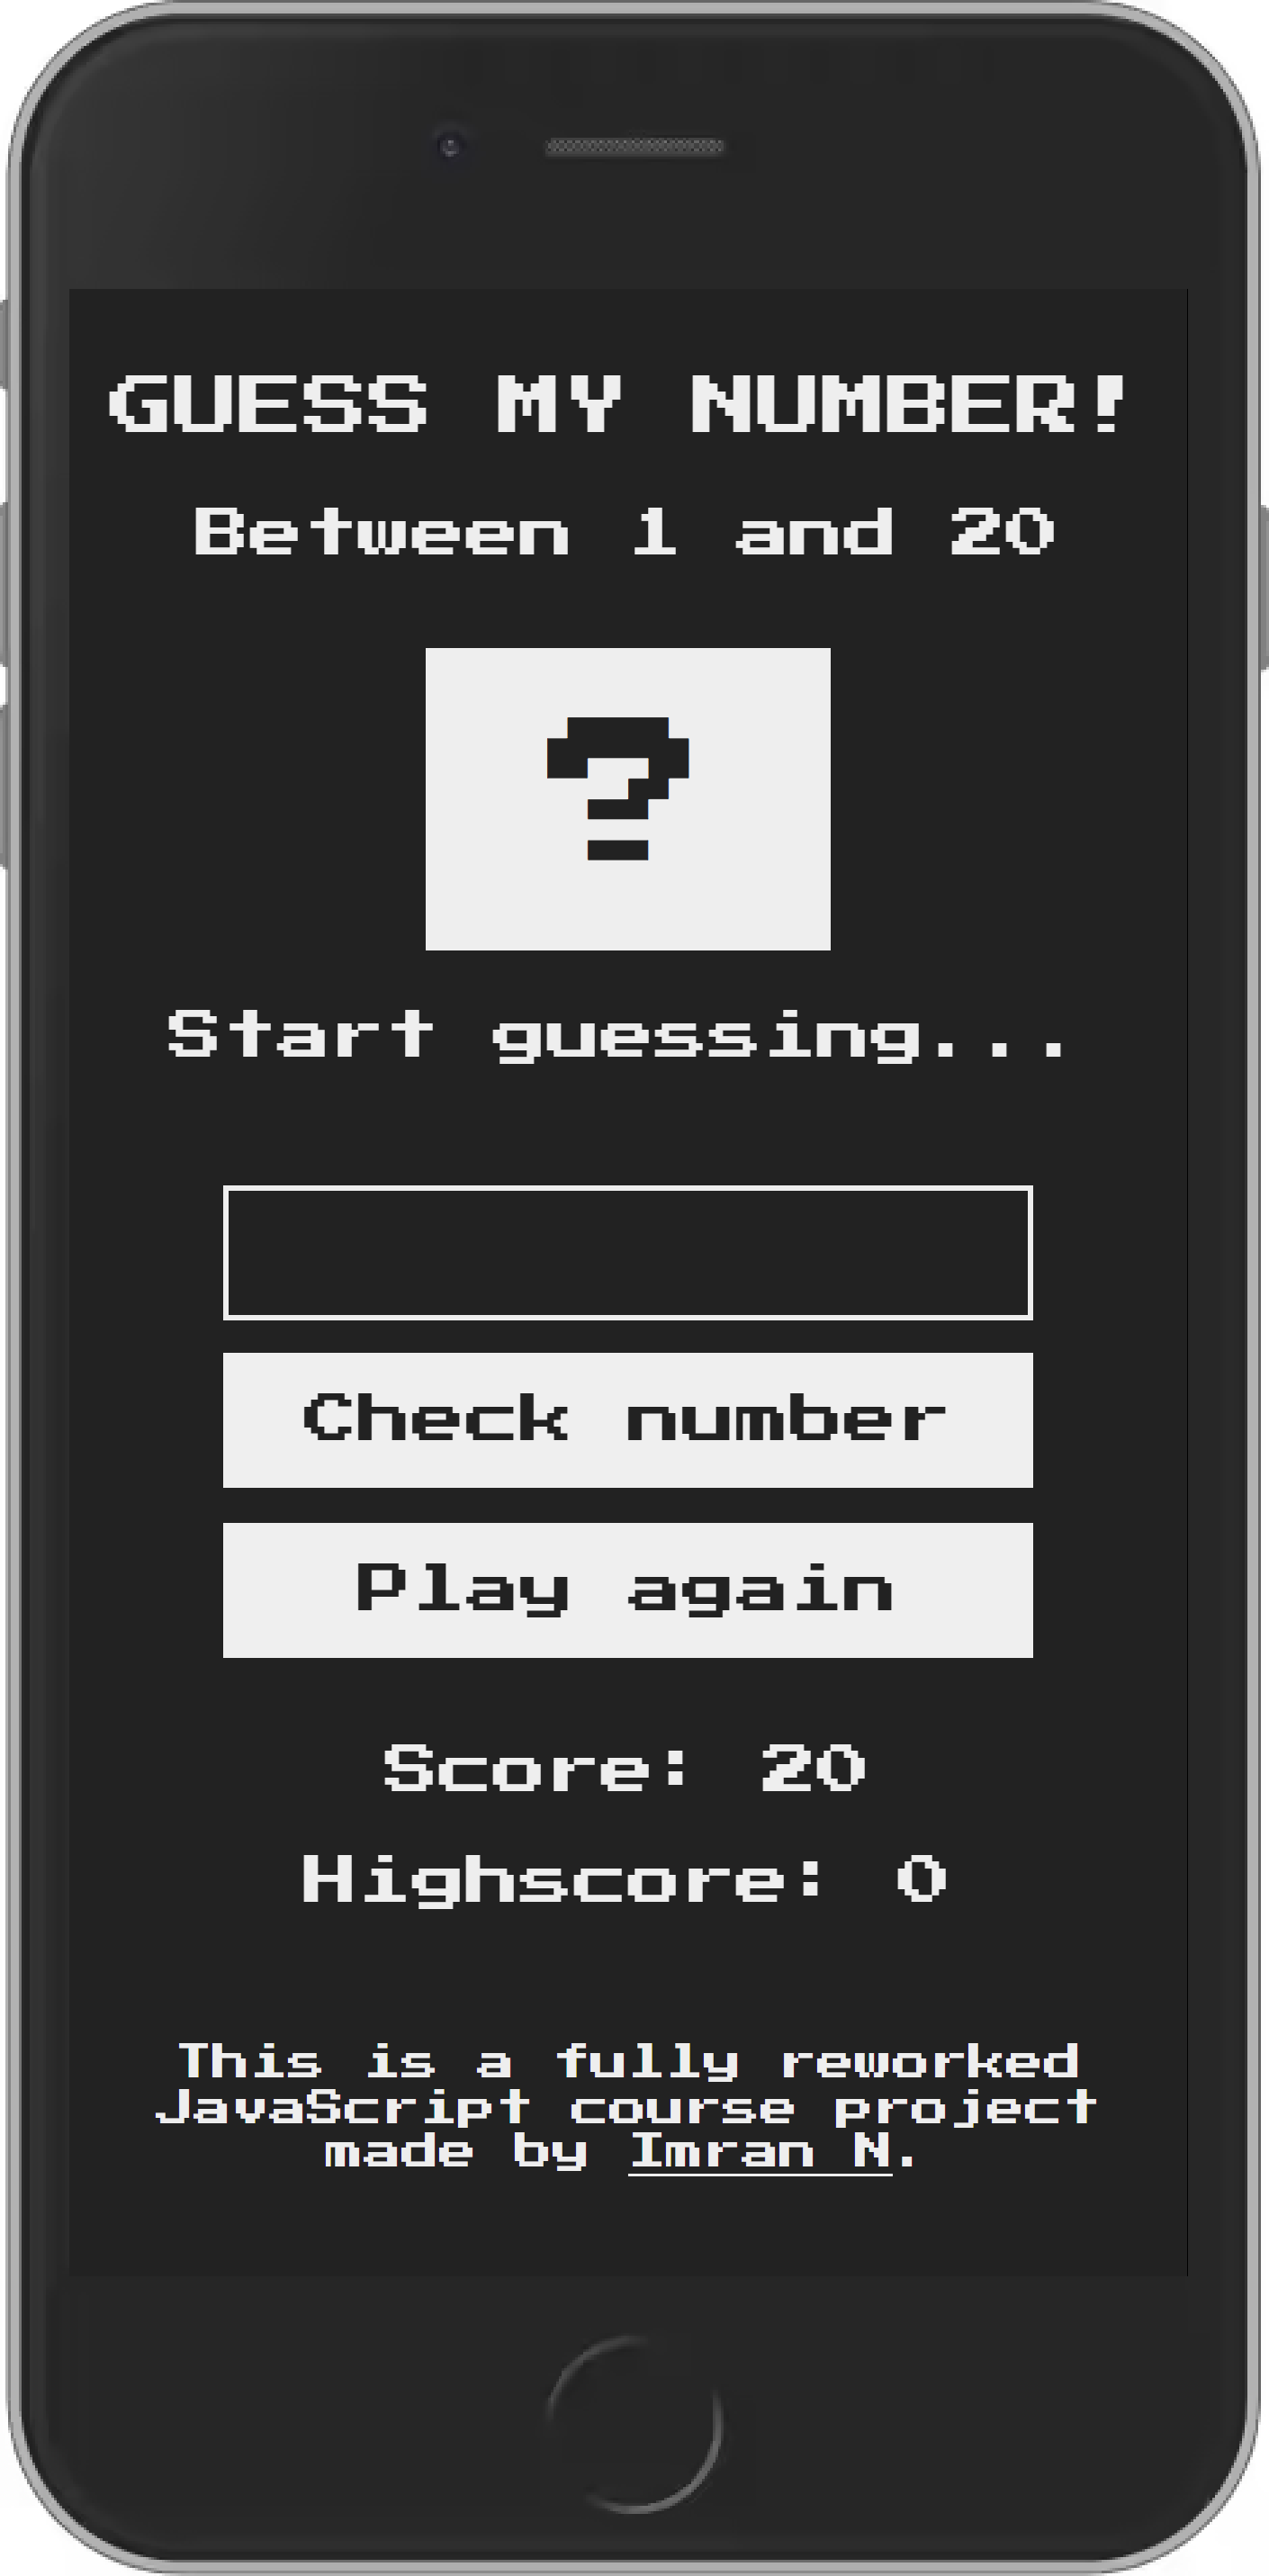 GUESS MY NUMBER!
Between 1 and 20
?
Start guessing...
Check number
Play again
Score: 20
Highscore: 0
This is a fully reworked
JavaScript course project
made by Imran N.